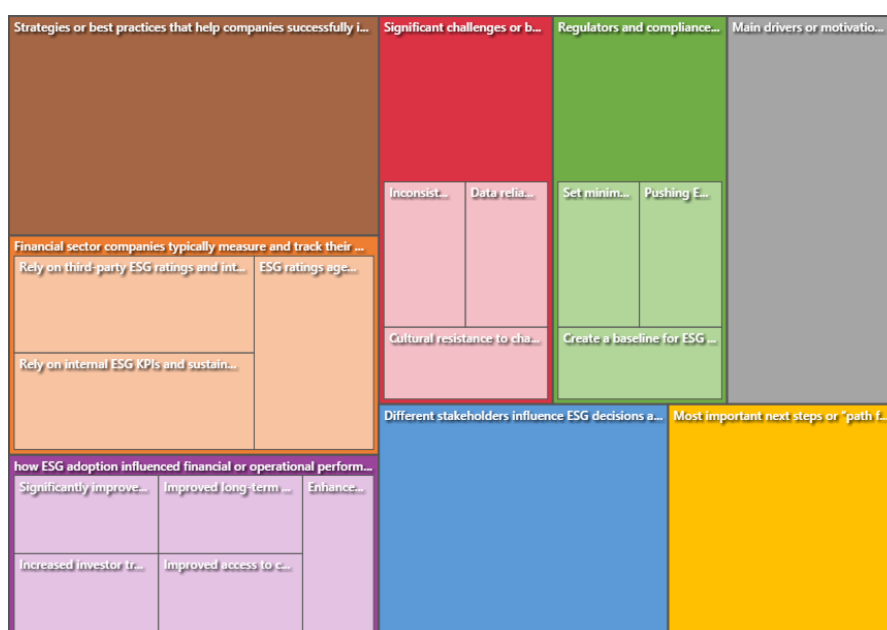 Strategies or best practices that help companies successfully i...
Significant challenges or b...
Regulators and compliance...
Main drivers or motivatio...
Inconsist...
Data relia...
Set minim...
Pushing E...
Cultural resistance to cha...
Create a baseline for ESG ...
Financial sector companies typically measure and track their ...
Rely on third-party ESG ratings and int...
ESG ratings age...
Rely on internal ESG KPIs and sustain...
Different stakeholders influence ESG decisions a...
Most important next steps or "path f...
how ESG adoption influenced financial or operational perform...
Significantly improve...
Improved long-term ...
Enhance...
Increased investor tr...
Improved access to c...